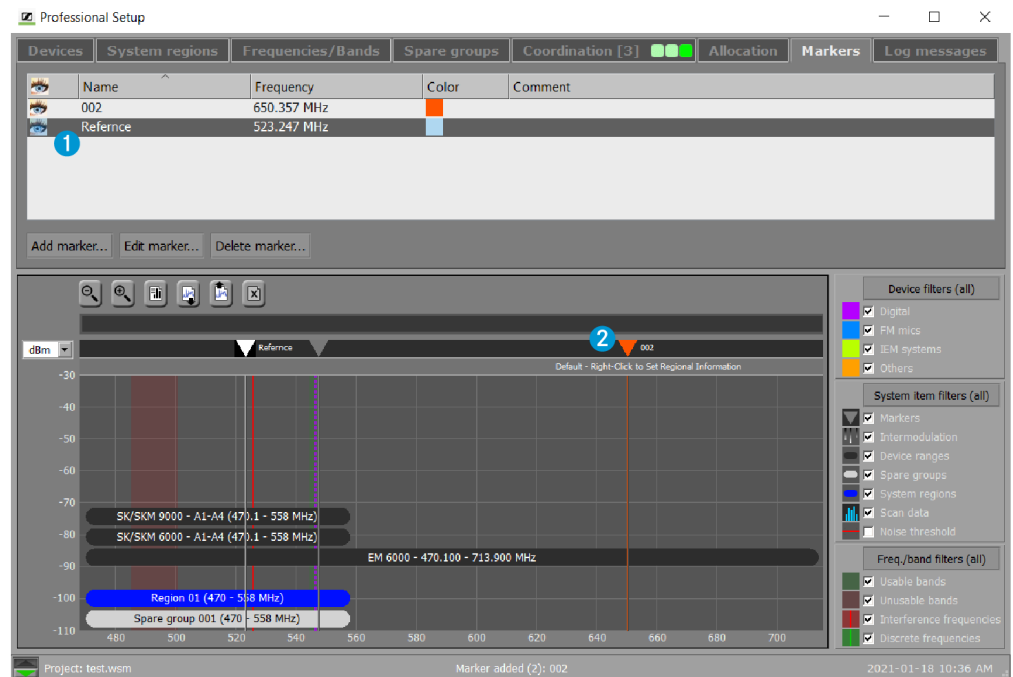 Professional Setup
Devices System regions Frequencies/Bands Spare groups Coordination [3] Allocation Markers Log messages
Name Frequency Color Comment
002 650.357 MHz
Refernce 523.247 MHz
1
Add marker... Edit marker... Delete marker...
Device filters (all)
Digital
FM mics
IEM systems
Others
dBm
Refernce
2
002
Default - Right-Click to Set Regional Information
-30
-40
-50
-60
-70
-80
-90
-100
-110
SK/SKM 9000 - A1-A4 (470.1 - 558 MHz)
SK/SKM 6000 - A1-A4 (470.1 - 558 MHz)
EM 6000 - 470.100 - 713.900 MHz
Region 01 (470 - 558 MHz)
Spare group 001 (470 - 558 MHz)
480 500 520 540 560 580 600 620 640 660 680 700
System item filters (all)
Markers
Intermodulation
Device ranges
Spare groups
System regions
Scan data
Noise threshold
Freq./band filters (all)
Usable bands
Unusable bands
Interference frequencies
Discrete frequencies
Project: test.wsm Marker added (2): 002 2021-01-18 10:36 AM